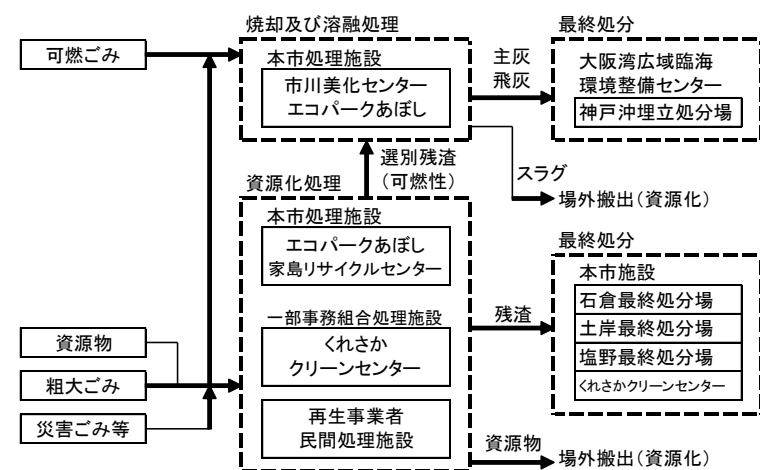 焼却及び溶融処理
最終処分
可燃ごみ
本市処理施設
市川美化センター
エコパークあぼし
主灰
飛灰
大阪湾広域臨海
環境整備センター
神戸沖埋立処分場
選別残渣
（可燃性）
スラグ
場外搬出（資源化）
資源化処理
本市処理施設
エコパークあぼし
家島リサイクルセンター
最終処分
本市施設
石倉最終処分場
土岸最終処分場
塩野最終処分場
くれさかクリーンセンター
一部事務組合処理施設
くれさか
クリーンセンター
残渣
資源物
粗大ごみ
災害ごみ等
再生事業者
民間処理施設
資源物
場外搬出（資源化）